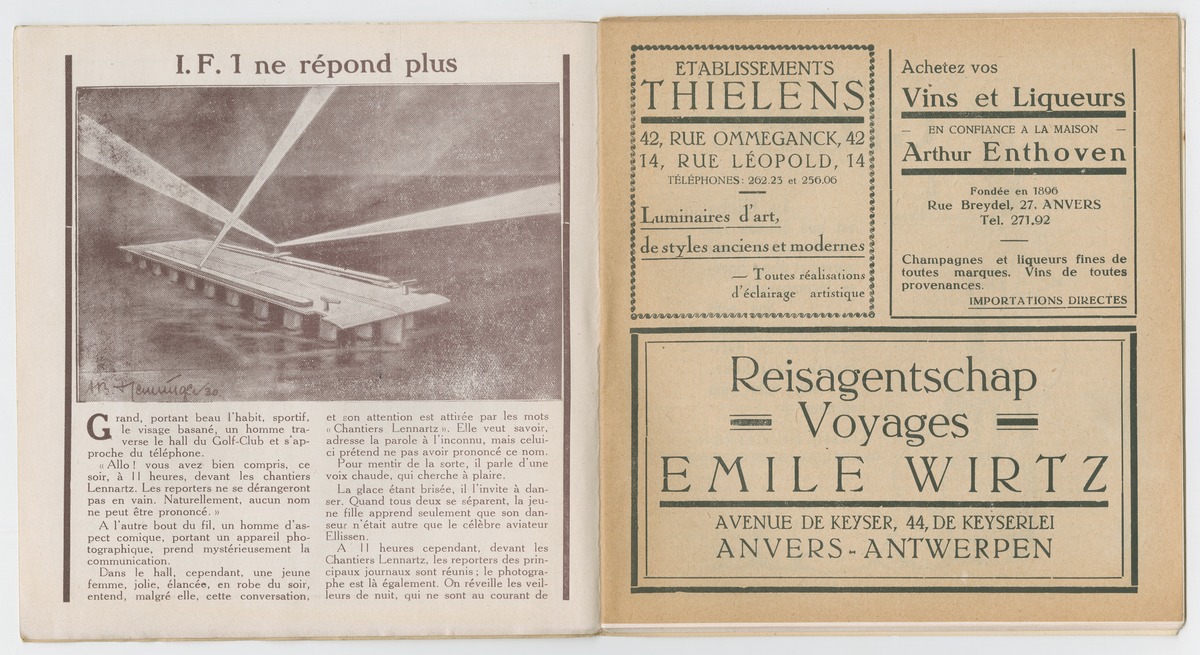 I. F. 1 ne répond plus
Grand, portant beau l'habit, sportif,
le visage basané, un homme tra-
verse le hall du Golf-Club et s'ap-
proche du téléphone.
« Allo ! vous avez bien compris, ce
soir, à 11 heures, devant les chantiers
Lennartz. Les reporters ne se dérangeront
pas en vain. Naturellement, aucun nom
ne peut être prononcé. »
A l'autre bout du fil, un homme d'as-
pect comique, portant un appareil pho-
tographique, prend mystérieusement la
communication.
Dans le hall, cependant, une jeune
femme, jolie, élancée, en robe du soir,
entend, malgré elle, cette conversation,
et son attention est attirée par les mots
« Chantiers Lennartz ». Elle veut savoir,
adresse la parole à l'inconnu, mais celui-
ci prétend ne pas avoir prononcé ce nom.
Pour mentir de la sorte, il parle d'une
voix chaude, qui cherche à plaire.
La glace étant brisée, il l'invite à dan-
ser. Quand tous deux se séparent, la jeu-
ne fille apprend seulement que son dan-
seur n'était autre que le célèbre aviateur
Ellissen.
A 11 heures cependant, devant les
Chantiers Lennartz, les reporters des prin-
cipaux journaux sont réunis ; le photogra-
phe est là également. On réveille les veil-
leurs de nuit, qui ne sont au courant de
ETABLISSEMENTS
THIELENS
42, RUE OMMEGANCK, 42
14, RUE LÉOPOLD, 14
TÉLÉPHONES : 262.23 et 256.06
Luminaires d'art,
de styles anciens et modernes
— Toutes réalisations
d'éclairage artistique
Achetez vos
Vins et Liqueurs
— EN CONFIANCE A LA MAISON —
Arthur Enthoven
Fondée en 1896
Rue Breydel, 27. ANVERS
Tel. 271.92
Champagnes et liqueurs fines de
toutes marques. Vins de toutes
provenances.
IMPORTATIONS DIRECTES
Reisagentschap
Voyages
EMILE WIRTZ
AVENUE DE KEYSER, 44, DE KEYSERLEI
ANVERS - ANTWERPEN